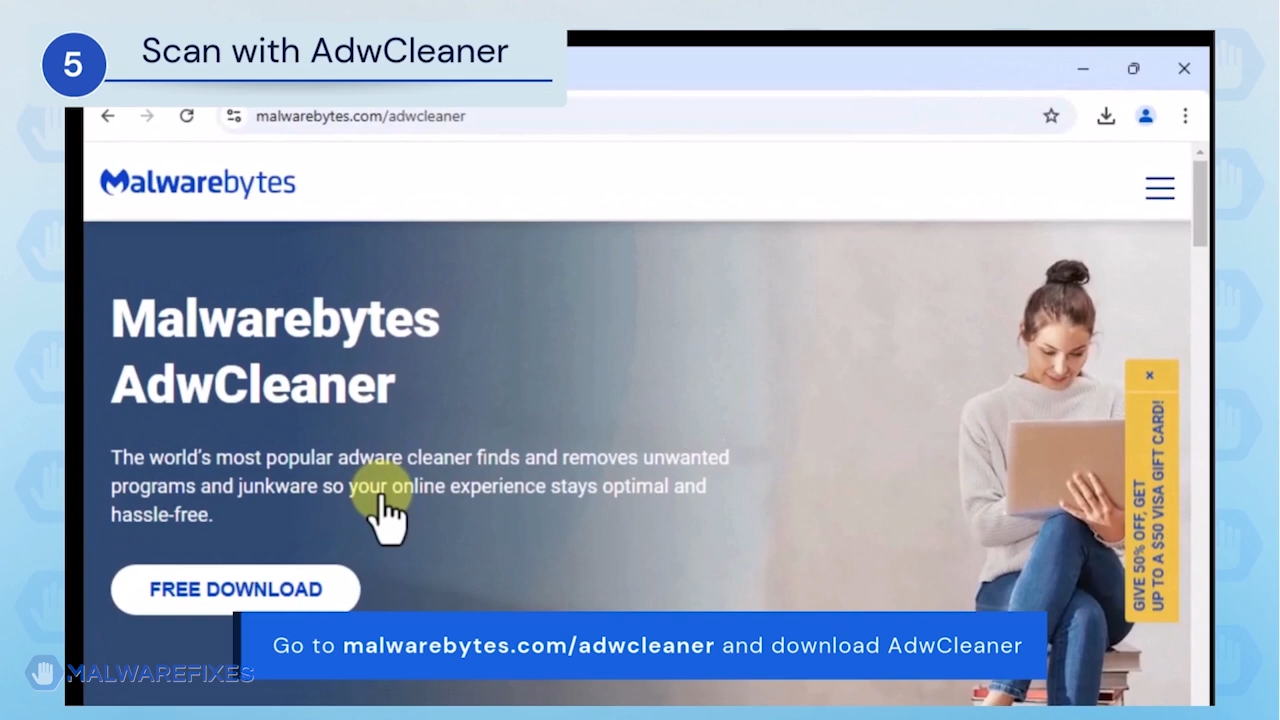 5
Scan with AdwCleaner
malwarebytes.com/adwcleaner
Malwarebytes
Malwarebytes
AdwCleaner
The world's most popular adware cleaner finds and removes unwanted
programs and junkware so your online experience stays optimal and
hassle-free.
FREE DOWNLOAD
×
GIVE 50% OFF, GET
UP TO A $50 VISA GIFT CARD!
Go to malwarebytes.com/adwcleaner and download AdwCleaner
MALWAREFIXES